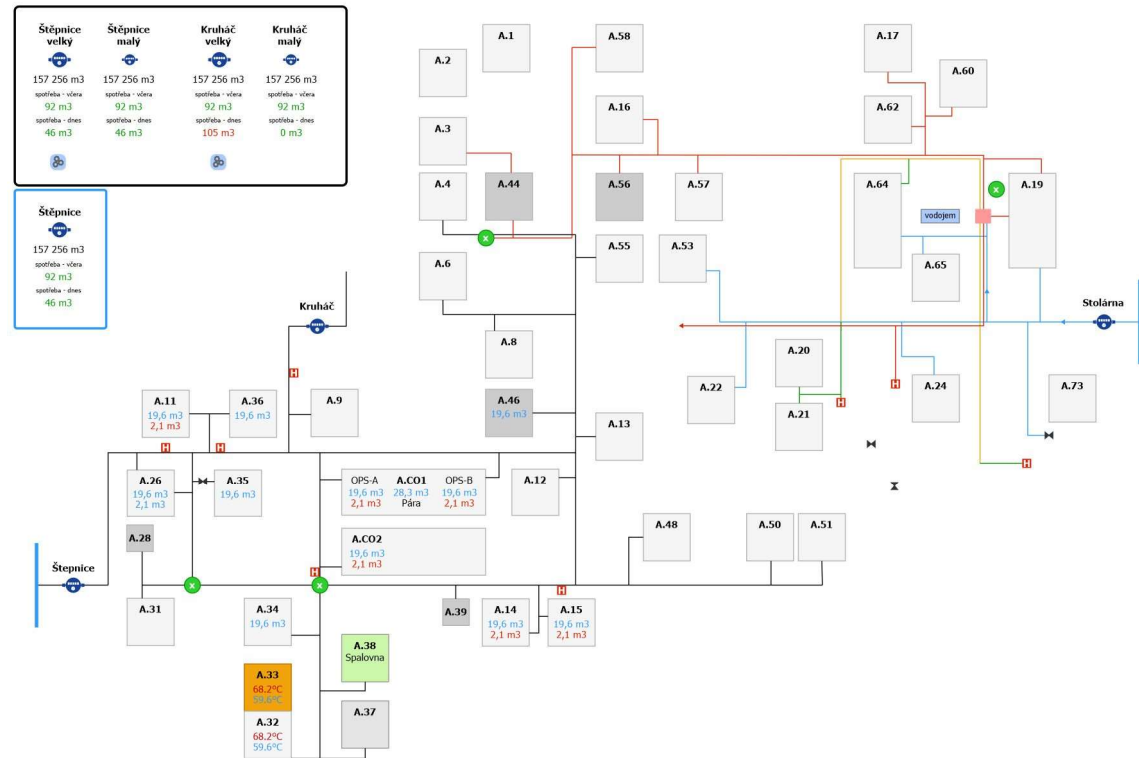 Štěpnice velký
Štěpnice malý
Kruháč velký
Kruháč malý
157 256 m3
157 256 m3
157 256 m3
157 256 m3
spotřeba - včera
spotřeba - včera
spotřeba - včera
spotřeba - včera
92 m3
92 m3
92 m3
92 m3
spotřeba - dnes
spotřeba - dnes
spotřeba - dnes
spotřeba - dnes
46 m3
46 m3
105 m3
0 m3
Štěpnice
157 256 m3
spotřeba - včera
92 m3
spotřeba - dnes
46 m3
A.1
A.2
A.58
A.17
A.60
A.3
A.16
A.62
A.4
A.44
x
A.56
A.57
A.64
x
A.19
vodojem
A.6
A.55
A.53
A.65
Kruháč
Stolárna
A.8
A.20
A.22
A.21
A.24
A.73
H
H
H
H
H
A.11
19,6 m3
2,1 m3
A.36
19,6 m3
A.9
A.46
19,6 m3
A.13
H
H
A.26
19,6 m3
2,1 m3
A.35
19,6 m3
OPS-A
19,6 m3
2,1 m3
A.CO1
28,3 m3
Pára
OPS-B
19,6 m3
2,1 m3
A.12
A.28
A.CO2
19,6 m3
2,1 m3
A.48
A.50
A.51
Štepnice
x
H
x
H
A.31
A.34
19,6 m3
A.39
A.14
19,6 m3
2,1 m3
A.15
19,6 m3
2,1 m3
A.38
Spalovna
A.33
68.2°C
59.6°C
A.32
68.2°C
59.6°C
A.37